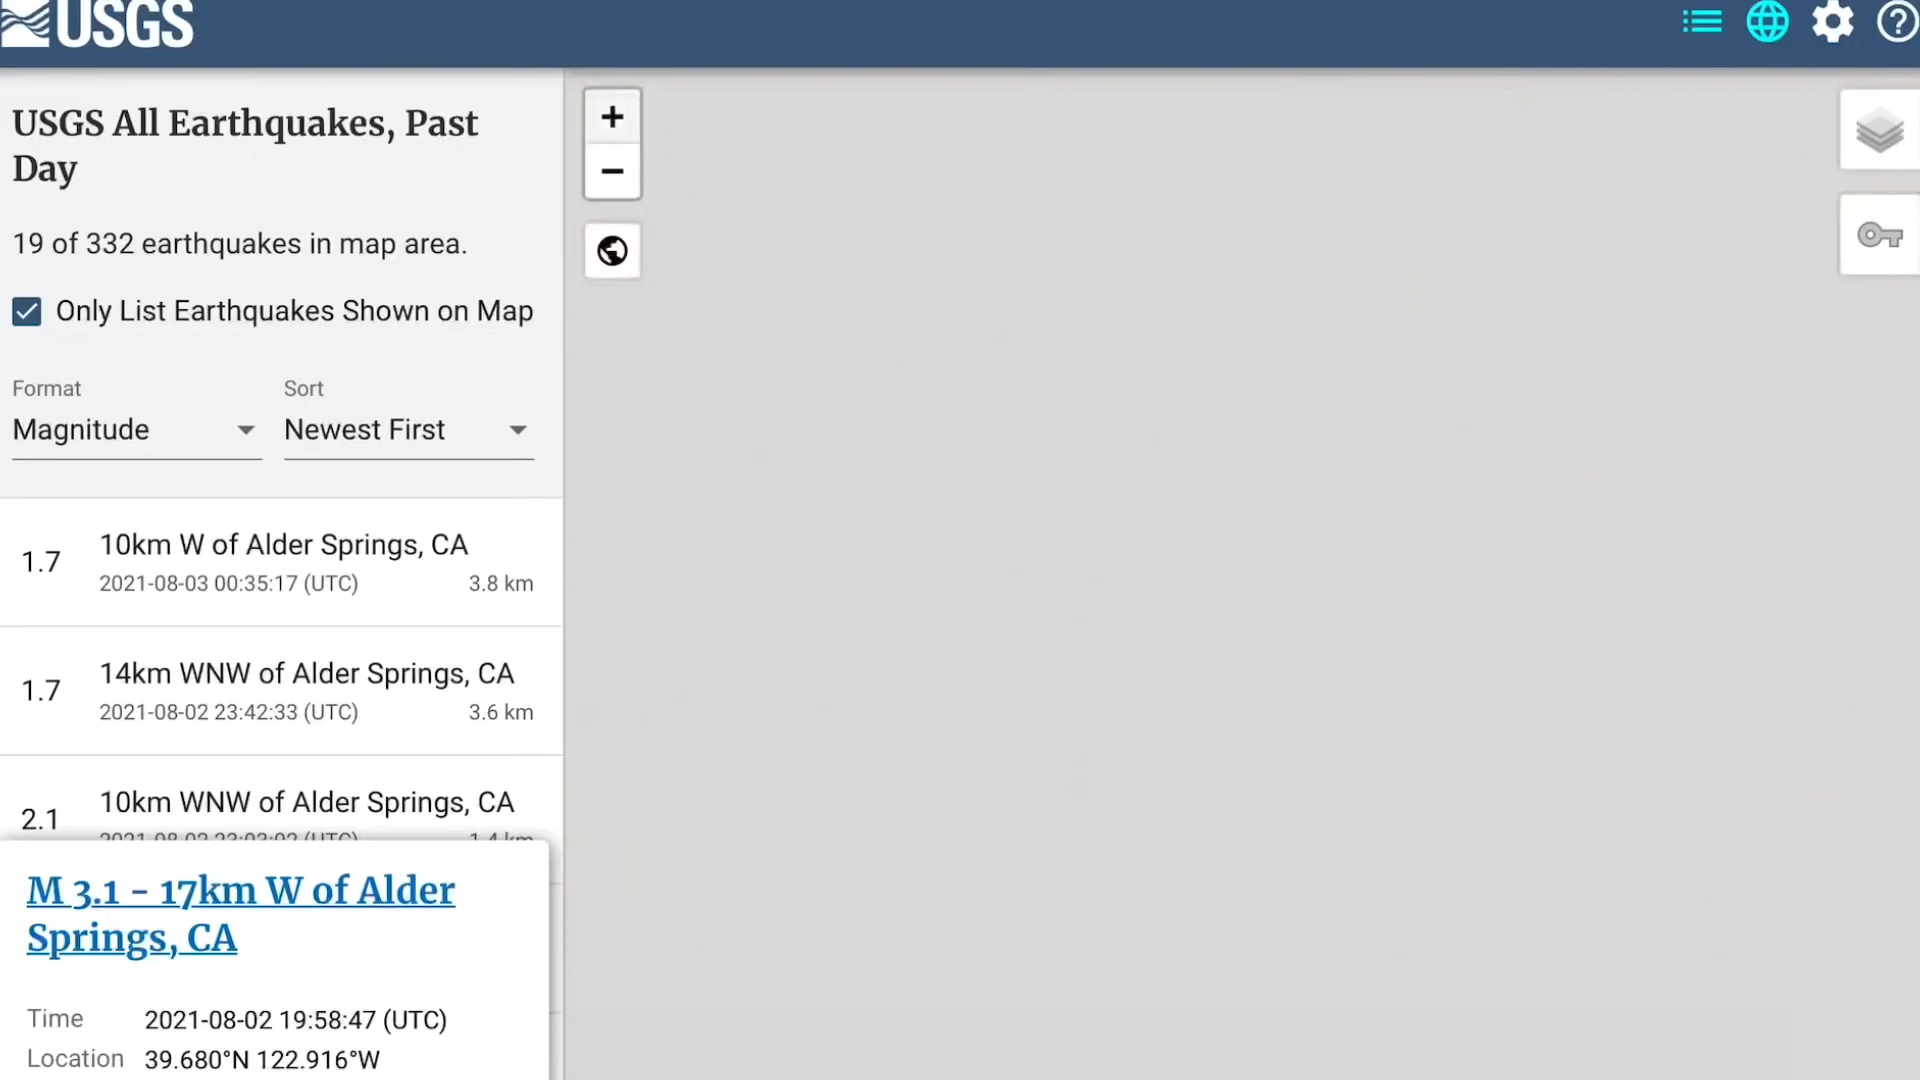 USGS
USGS All Earthquakes, Past
Day
19 of 332 earthquakes in map area.
Only List Earthquakes Shown on Map
Format
Sort
Magnitude
Newest First
1.7
10km W of Alder Springs, CA
2021-08-03 00:35:17 (UTC)
3.8 km
1.7
14km WNW of Alder Springs, CA
2021-08-02 23:42:33 (UTC)
3.6 km
2.1
10km WNW of Alder Springs, CA
1.4 km
M 3.1 - 17km W of Alder
Springs, CA
Time
2021-08-02 19:58:47 (UTC)
Location
39.680°N 122.916°W